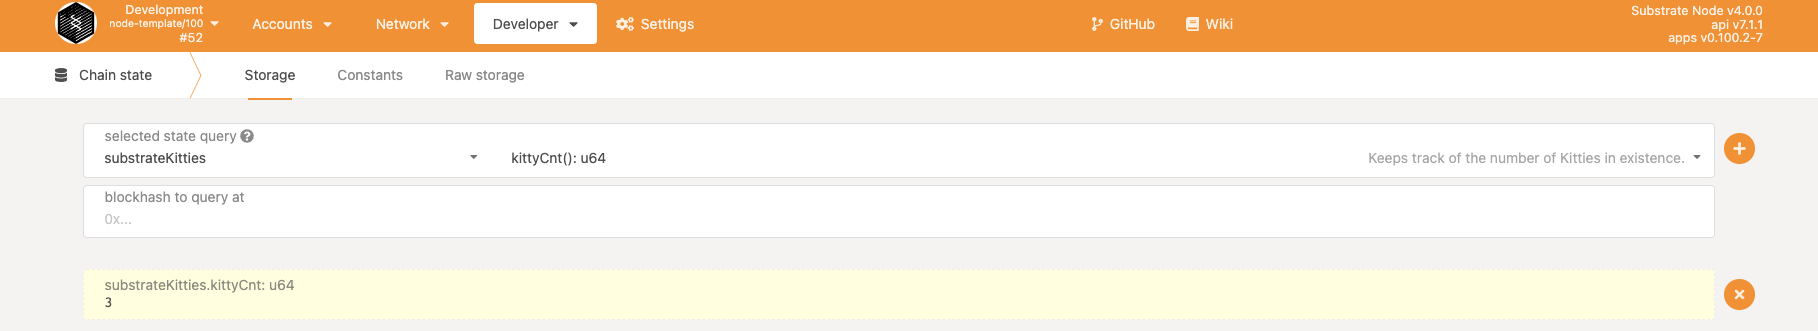 Development
node-template/100
#52
Accounts
Network
Developer
Settings
GitHub
Wiki
Substrate Node v4.0.0
api v7.1.1
apps v0.100.2-7
Chain state
Storage
Constants
Raw storage
selected state query
substrateKitties
kittyCnt(): u64
Keeps track of the number of Kitties in existence.
blockhash to query at
0x...
substrateKitties.kittyCnt: u64
3